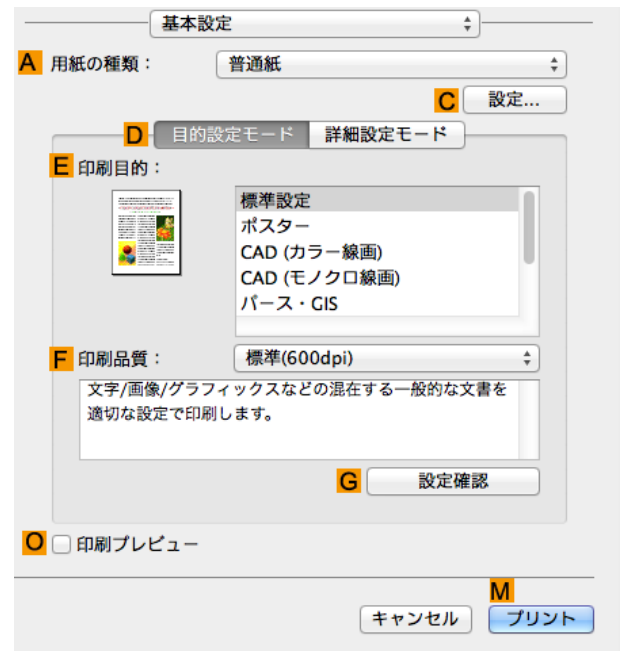 基本設定
A 用紙の種類： 普通紙
C 設定...
D 目的設定モード 詳細設定モード
E 印刷目的：
標準設定
ポスター
CAD (カラー線画)
CAD (モノクロ線画)
パース・GIS
F 印刷品質： 標準(600dpi)
文字/画像/グラフィックスなどの混在する一般的な文書を
適切な設定で印刷します。
G 設定確認
O 印刷プレビュー
M
キャンセル プリント